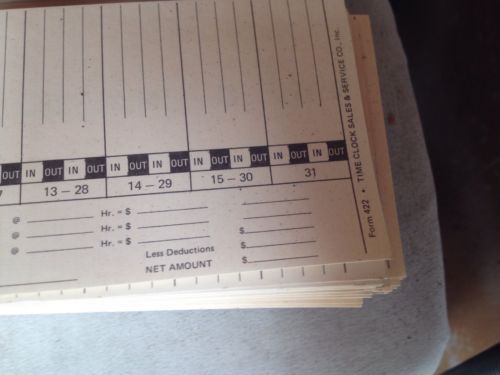 OUT IN OUT IN OUT IN OUT IN OUT IN OUT IN OUT IN OUT IN OUT
7 13 – 28 14 – 29 15 – 30 31
@ Hr. = $
@ Hr. = $ $
@ Hr. = $ $
Less Deductions $
NET AMOUNT $
Form 422 • TIME CLOCK SALES & SERVICE CO., Inc.